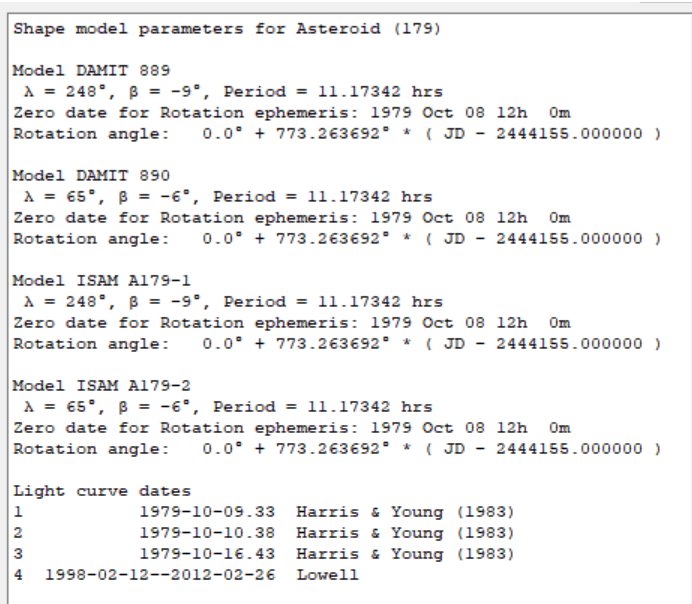 Shape model parameters for Asteroid (179)
Model DAMIT 889
λ = 248°, β = -9°, Period = 11.17342 hrs
Zero date for Rotation ephemeris: 1979 Oct 08 12h  0m
Rotation angle:   0.0° + 773.263692° * ( JD - 2444155.000000 )
Model DAMIT 890
λ = 65°, β = -6°, Period = 11.17342 hrs
Zero date for Rotation ephemeris: 1979 Oct 08 12h  0m
Rotation angle:   0.0° + 773.263692° * ( JD - 2444155.000000 )
Model ISAM A179-1
λ = 248°, β = -9°, Period = 11.17342 hrs
Zero date for Rotation ephemeris: 1979 Oct 08 12h  0m
Rotation angle:   0.0° + 773.263692° * ( JD - 2444155.000000 )
Model ISAM A179-2
λ = 65°, β = -6°, Period = 11.17342 hrs
Zero date for Rotation ephemeris: 1979 Oct 08 12h  0m
Rotation angle:   0.0° + 773.263692° * ( JD - 2444155.000000 )
Light curve dates
1          1979-10-09.33  Harris & Young (1983)
2          1979-10-10.38  Harris & Young (1983)
3          1979-10-16.43  Harris & Young (1983)
4  1998-02-12--2012-02-26  Lowell